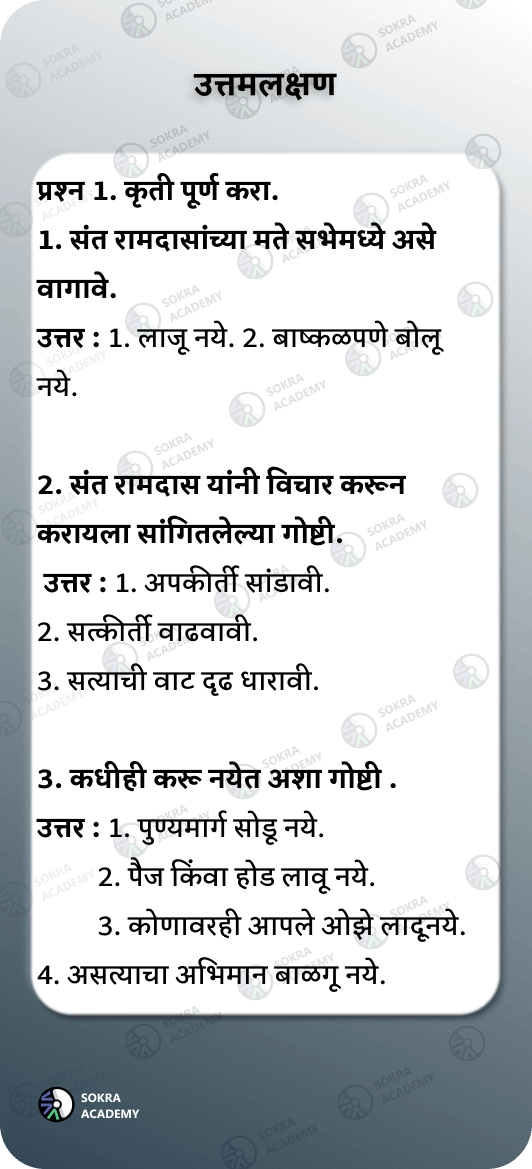 उत्तमलक्षण
प्रश्न 1. कृती पूर्ण करा.
1. संत रामदासांच्या मते सभेमध्ये असे
वागावे.
उत्तर : 1. लाजू नये. 2. बाष्कळपणे बोलू
नये.
2. संत रामदास यांनी विचार करून
करायला सांगितलेल्या गोष्टी.
उत्तर : 1. अपकीर्ती सांडावी.
2. सत्कीर्ती वाढवावी.
3. सत्याची वाट दृढ धारावी.
3. कधीही करू नयेत अशा गोष्टी .
उत्तर : 1. पुण्यमार्ग सोडू नये.
2. पैज किंवा होड लावू नये.
3. कोणावरही आपले ओझे लादूनये.
4. असत्याचा अभिमान बाळगू नये.
SOKRA
ACADEMY